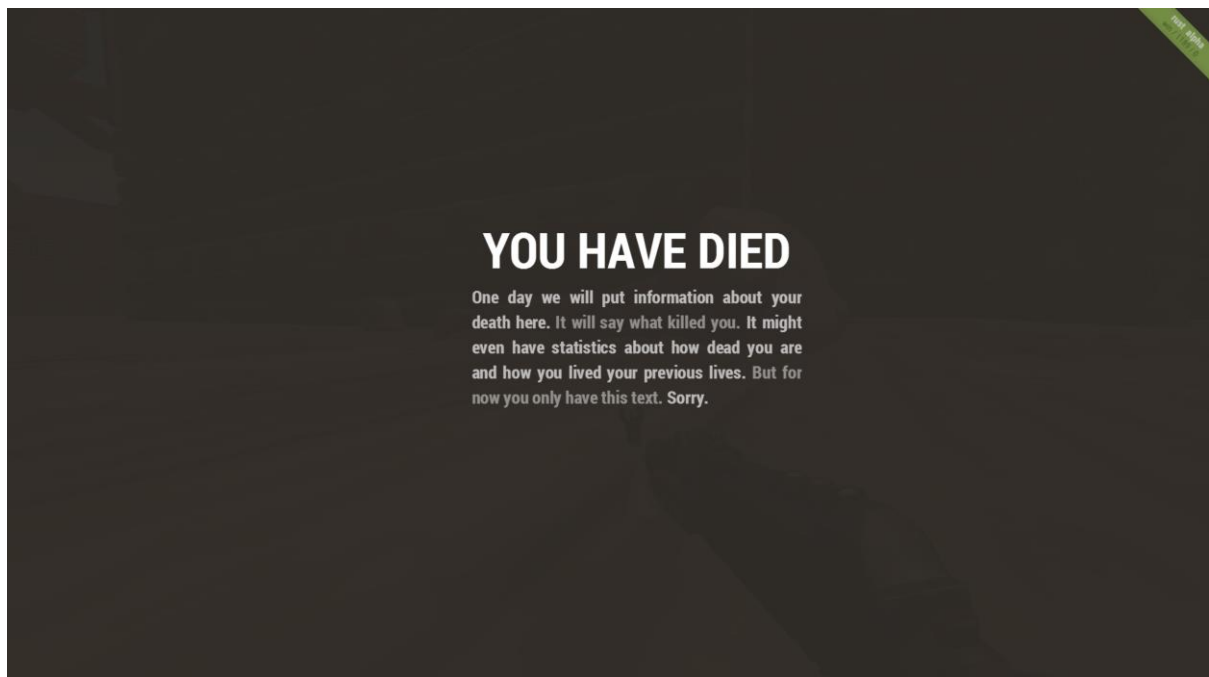 rust alpha
YOU HAVE DIED
One day we will put information about your
death here. It will say what killed you. It might
even have statistics about how dead you are
and how you lived your previous lives. But for
now you only have this text. Sorry.